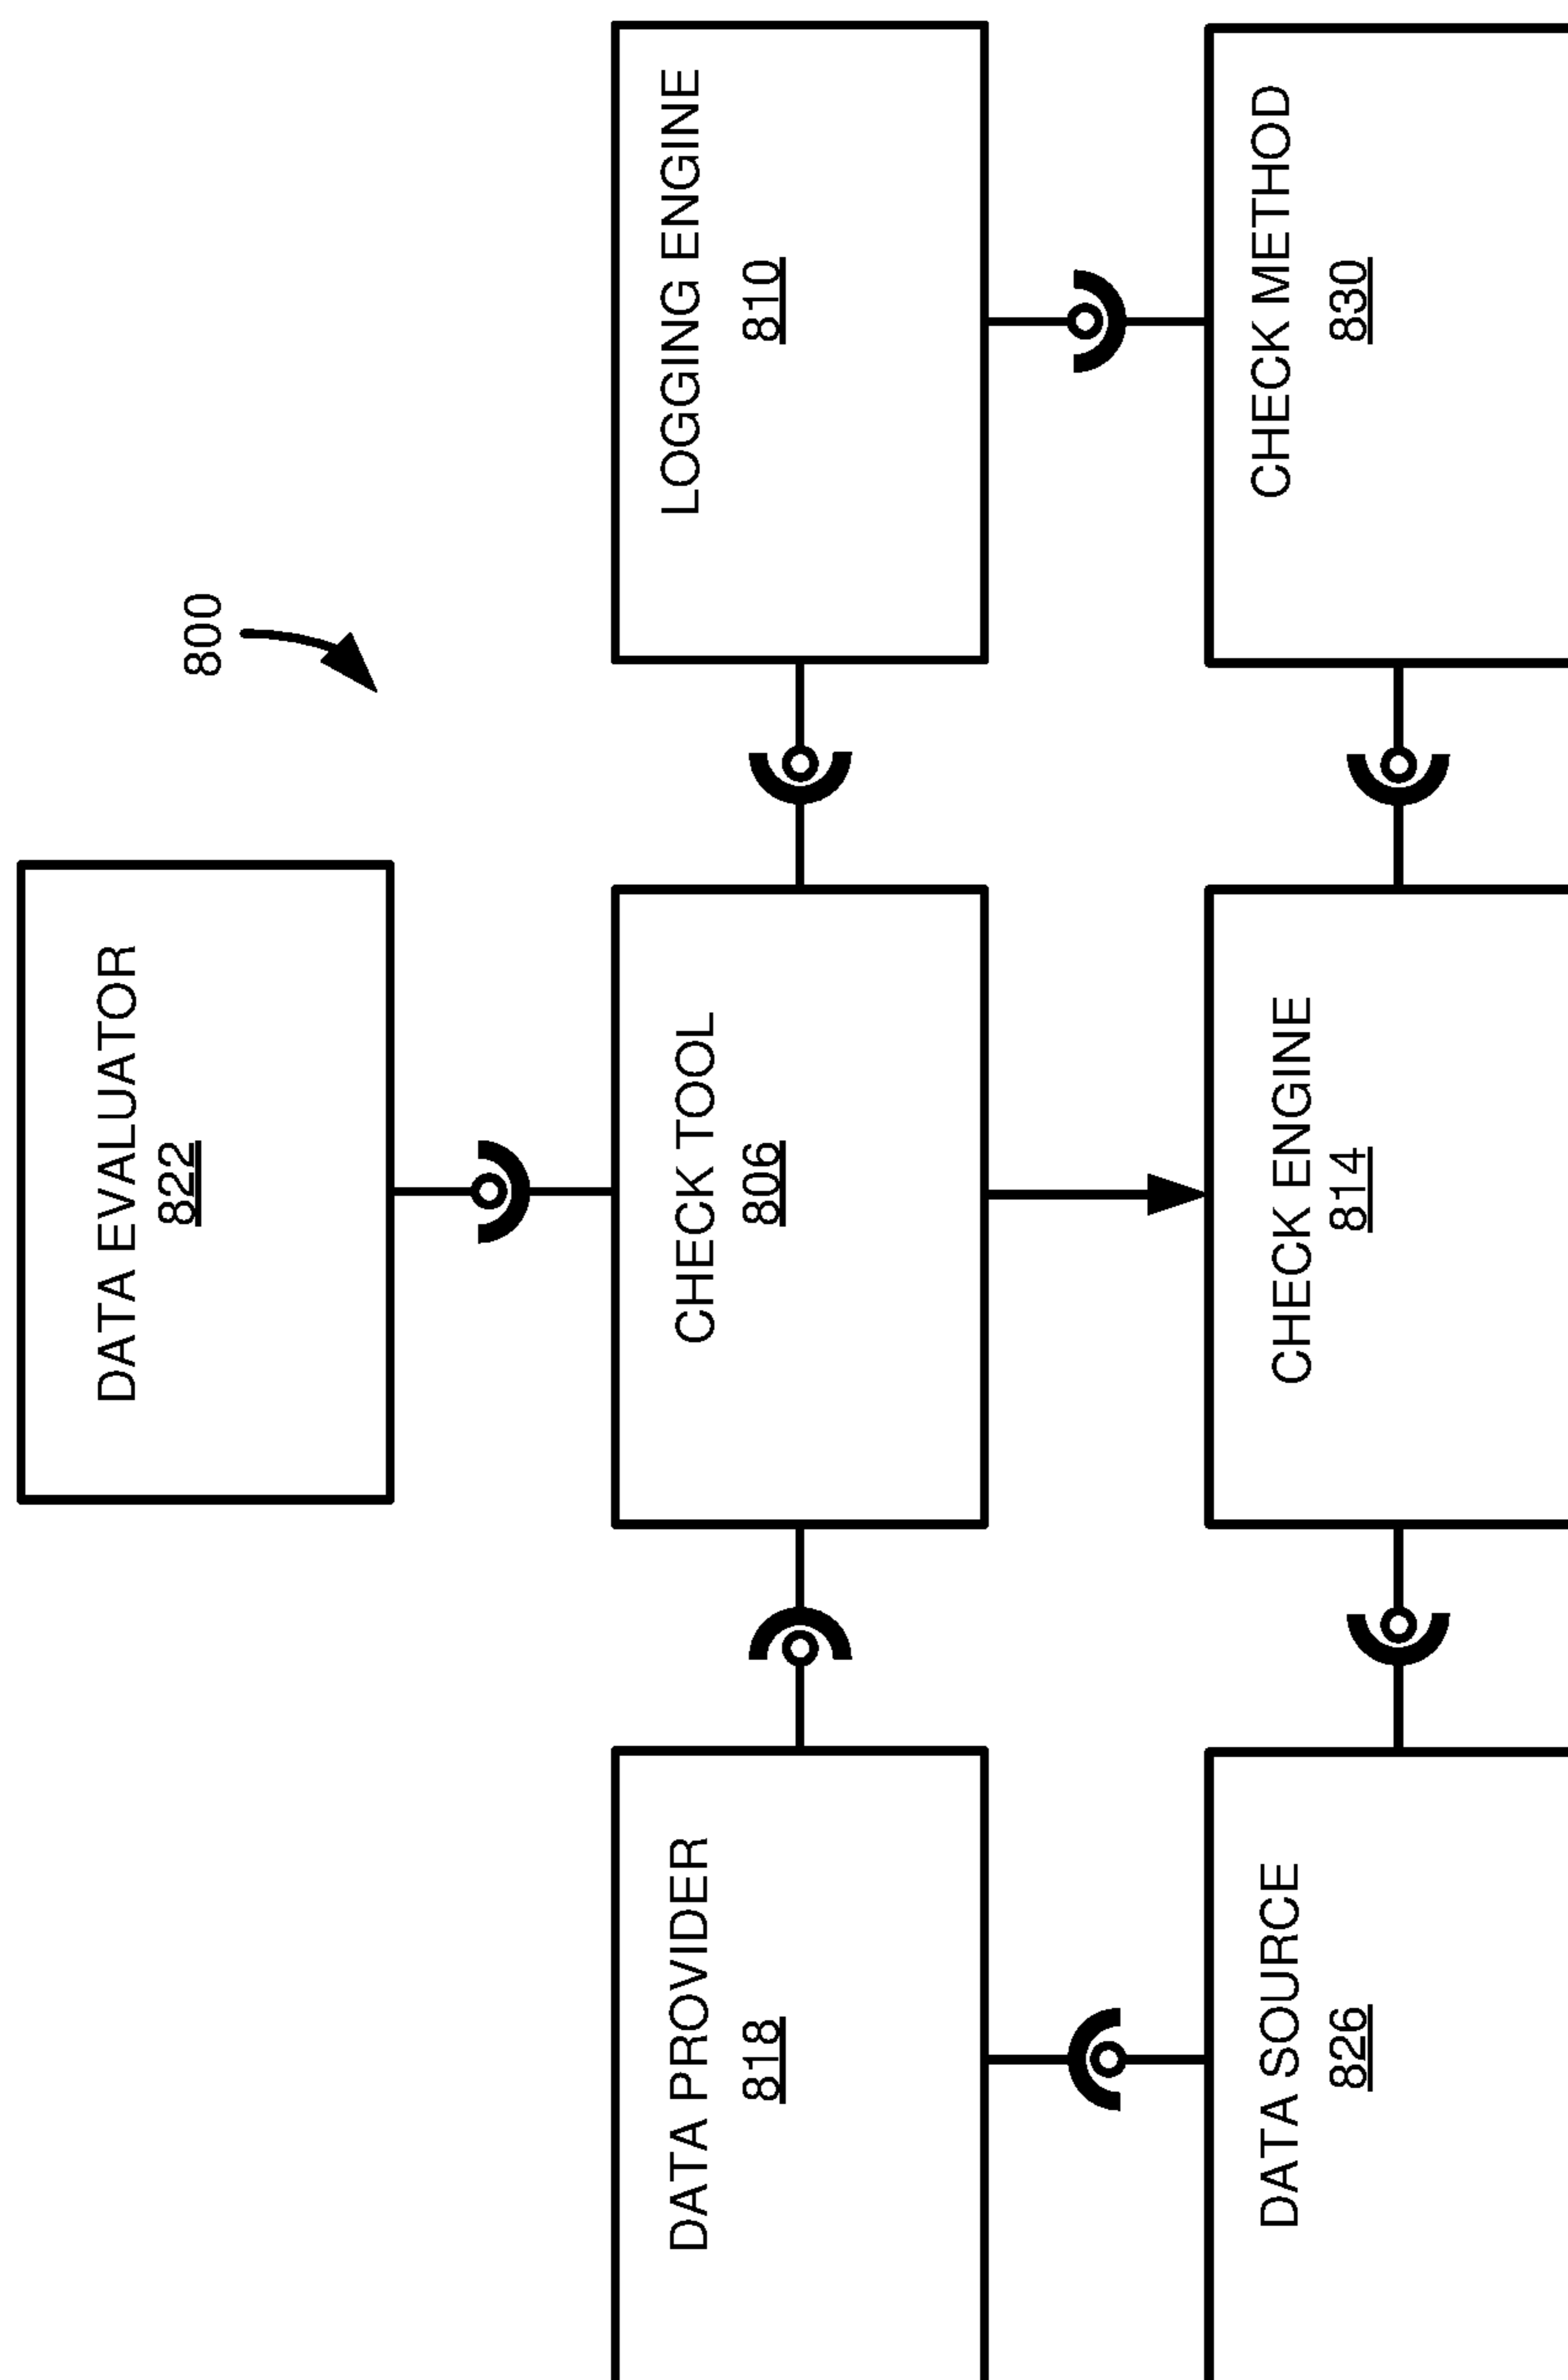 800
DATA EVALUATOR
822
DATA PROVIDER
818
CHECK TOOL
806
LOGGING ENGINE
810
DATA SOURCE
826
CHECK ENGINE
814
CHECK METHOD
830